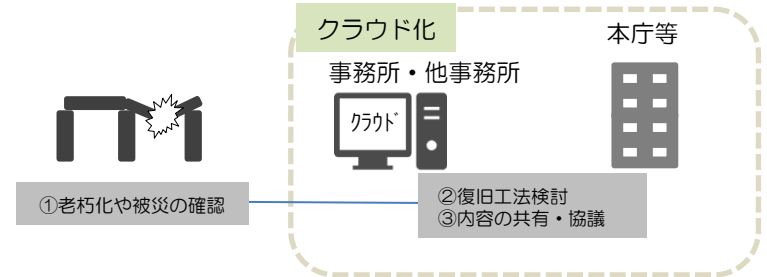 クラウド化
本庁等
事務所・他事務所
ｸﾗｳﾄﾞ
①老朽化や被災の確認
②復旧工法検討
③内容の共有・協議